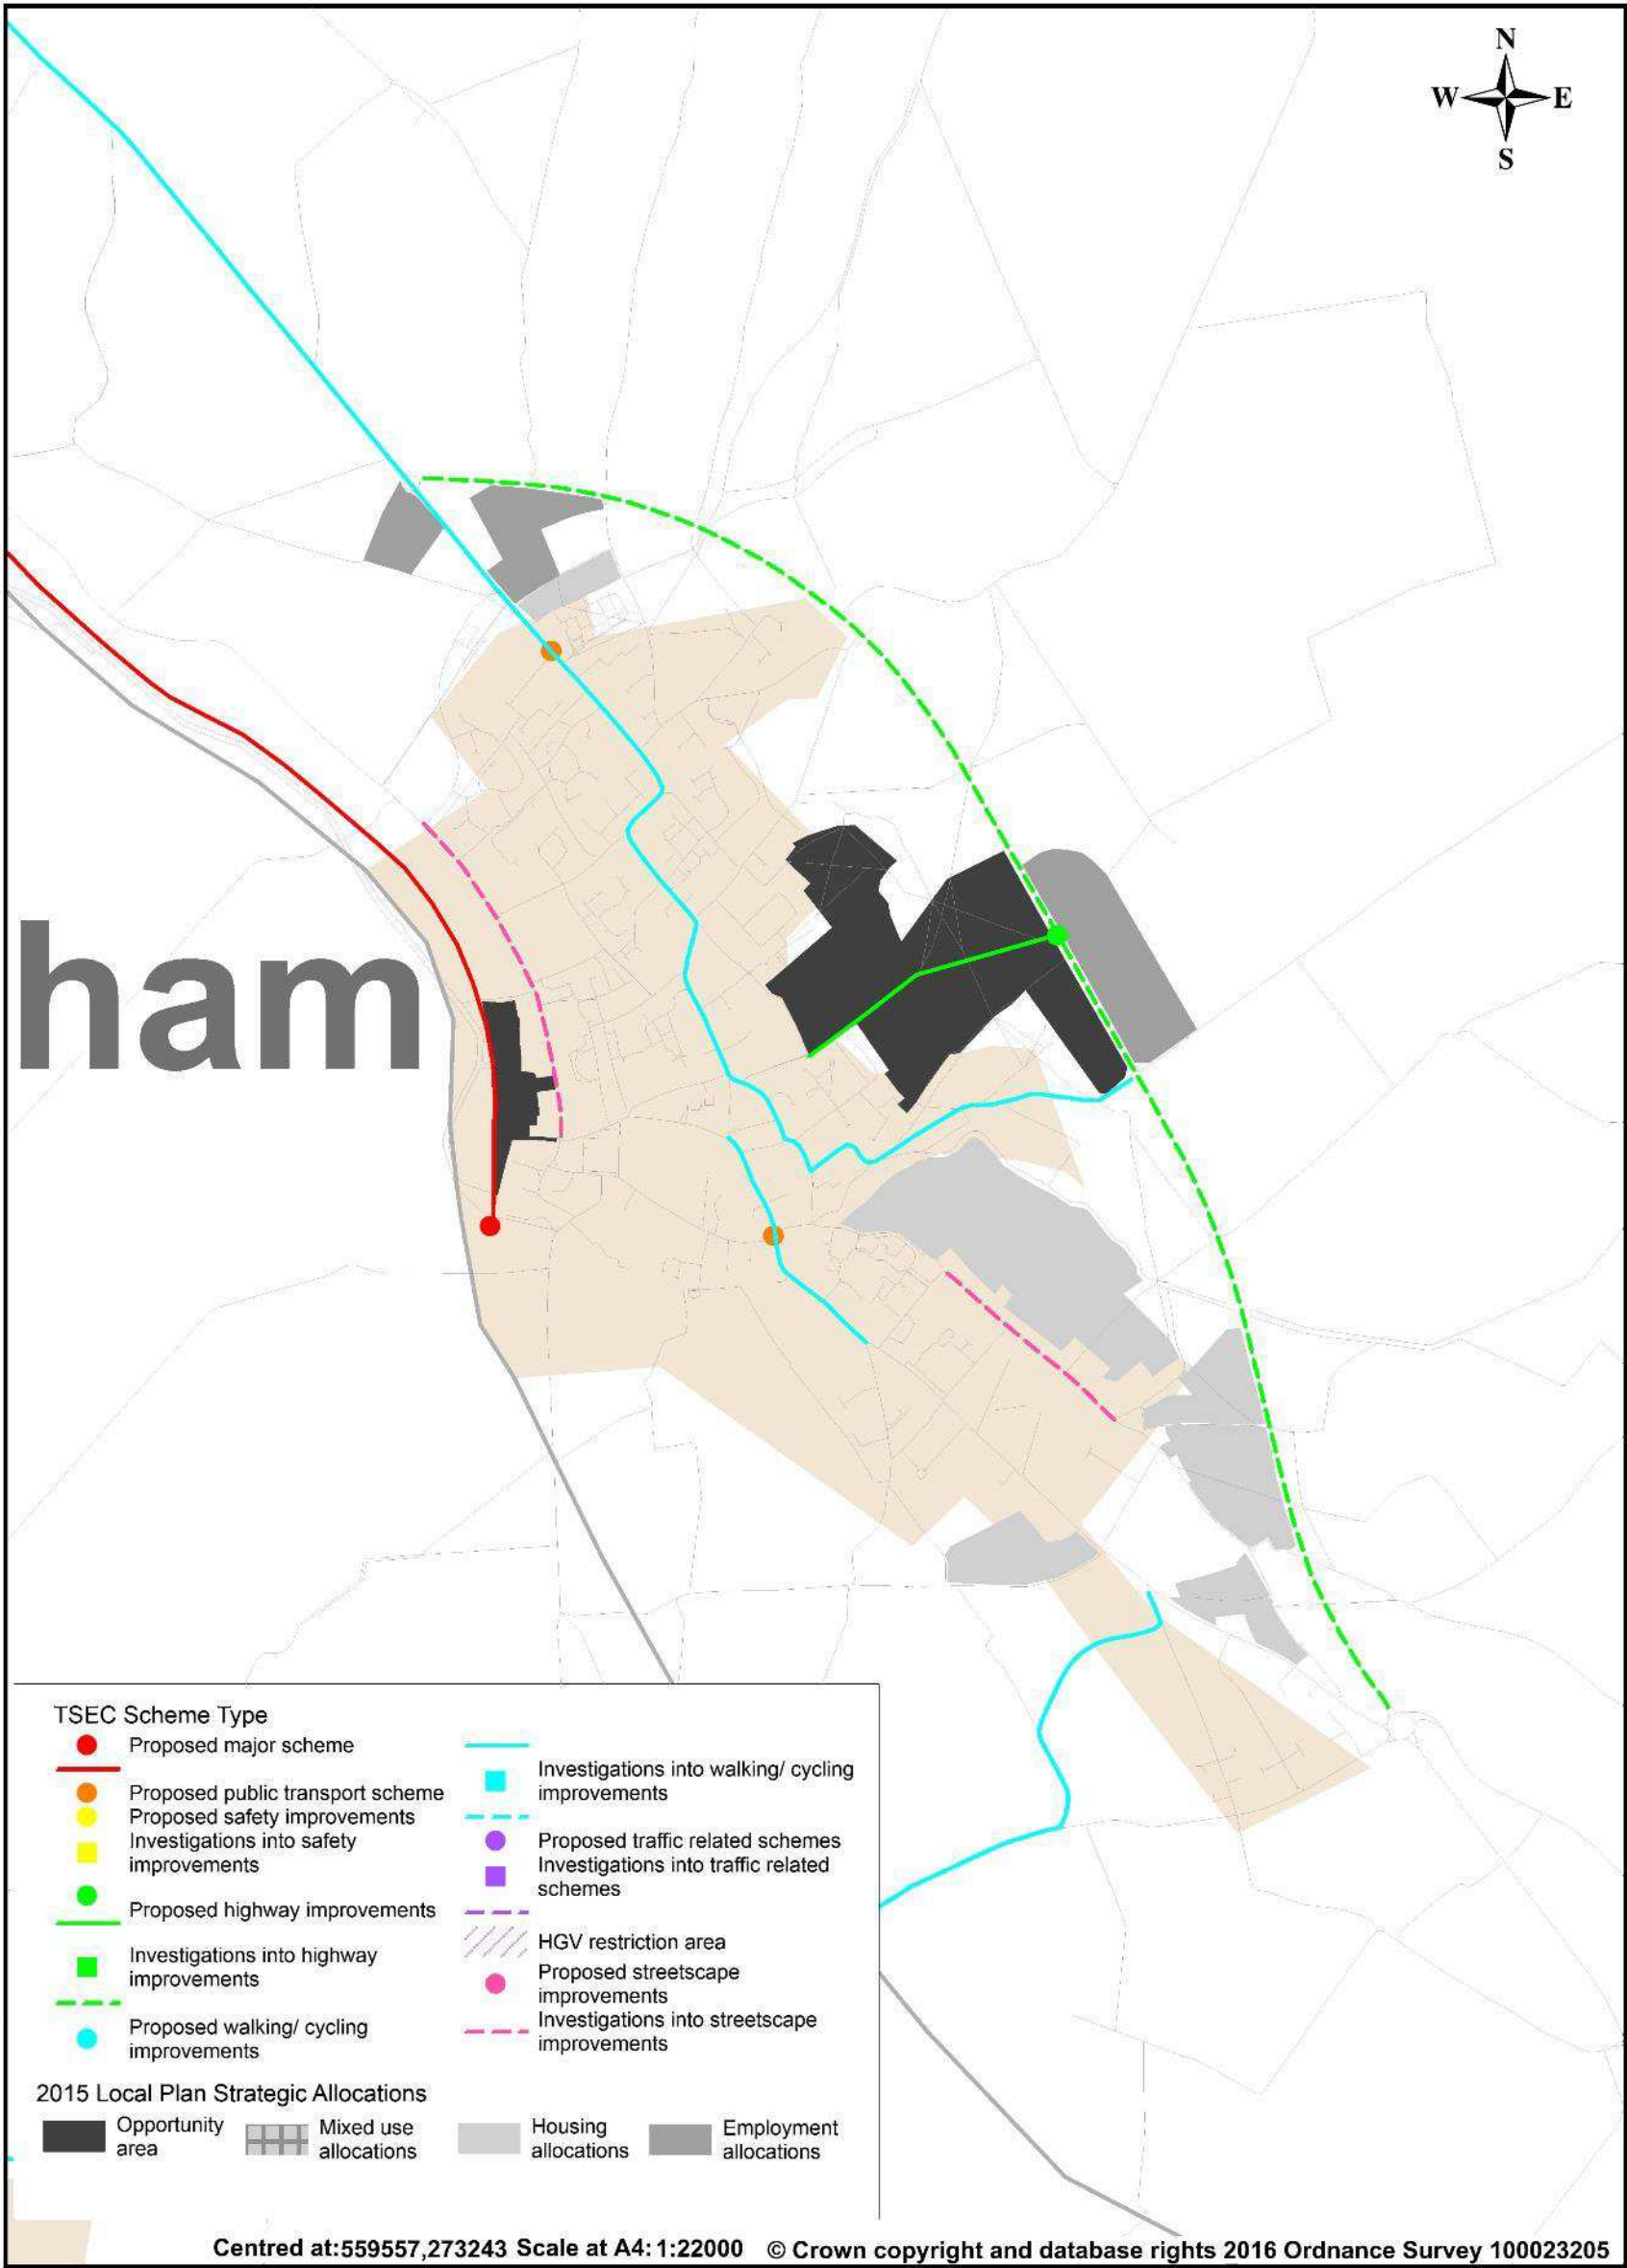 N
W E
S
ham
TSEC Scheme Type
Proposed major scheme
Proposed public transport scheme
Proposed safety improvements
Investigations into safety
improvements
Proposed highway improvements
Investigations into highway
improvements
Proposed walking/ cycling
improvements
Investigations into walking/ cycling
improvements
Proposed traffic related schemes
Investigations into traffic related
schemes
HGV restriction area
Proposed streetscape
improvements
Investigations into streetscape
improvements
2015 Local Plan Strategic Allocations
Opportunity
area
Mixed use
allocations
Housing
allocations
Employment
allocations
Centred at:559557,273243 Scale at A4:1:22000 © Crown copyright and database rights 2016 Ordnance Survey 100023205